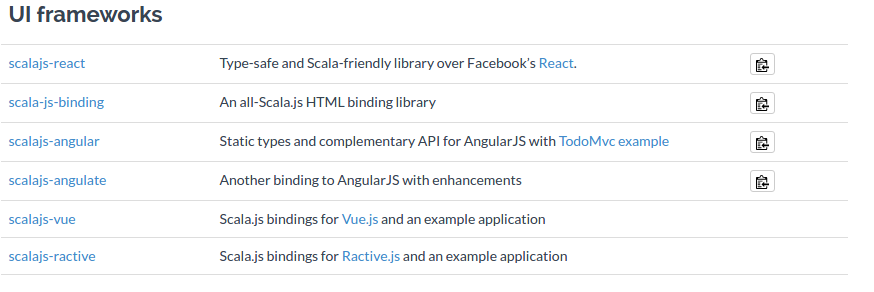 UI frameworks
scalajs-react Type-safe and Scala-friendly library over Facebook's React.
scala-js-binding An all-Scala.js HTML binding library
scalajs-angular Static types and complementary API for AngularJS with TodoMvc example
scalajs-angulate Another binding to AngularJS with enhancements
scalajs-vue Scala.js bindings for Vue.js and an example application
scalajs-ractive Scala.js bindings for Ractive.js and an example application